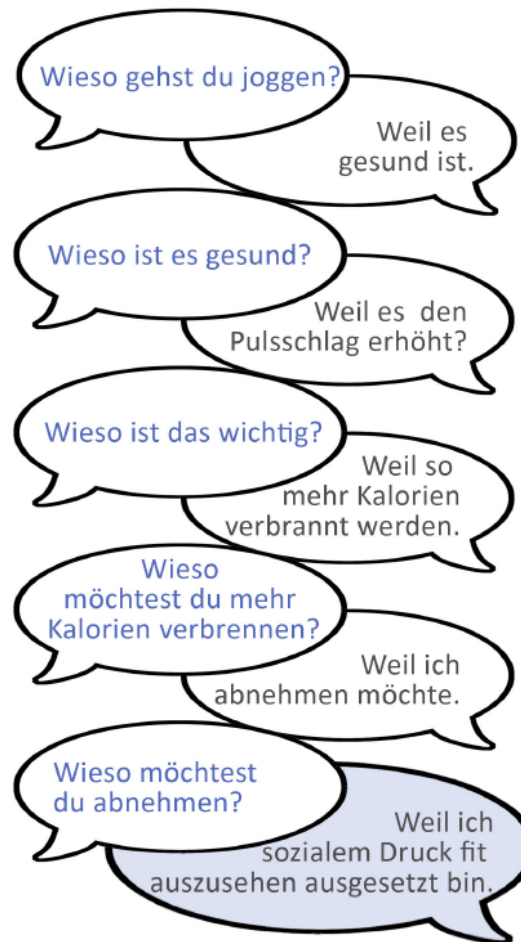 Wieso gehst du joggen?
Weil es
gesund ist.
Wieso ist es gesund?
Weil es den
Pulsschlag erhöht?
Wieso ist das wichtig?
Weil so
mehr Kalorien
verbrannt werden.
Wieso
möchtest du mehr
Kalorien verbrennen?
Weil ich
abnehmen möchte.
Wieso möchtest
du abnehmen?
Weil ich
sozialem Druck fit
auszusehen ausgesetzt bin.